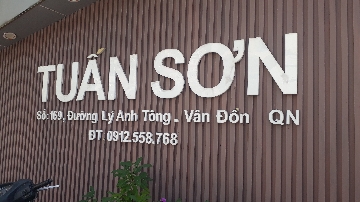 TUẤN SƠN
Số: 169, Đường Lý Anh Tông - Vân Đồn QN
ĐT 0912.558.768